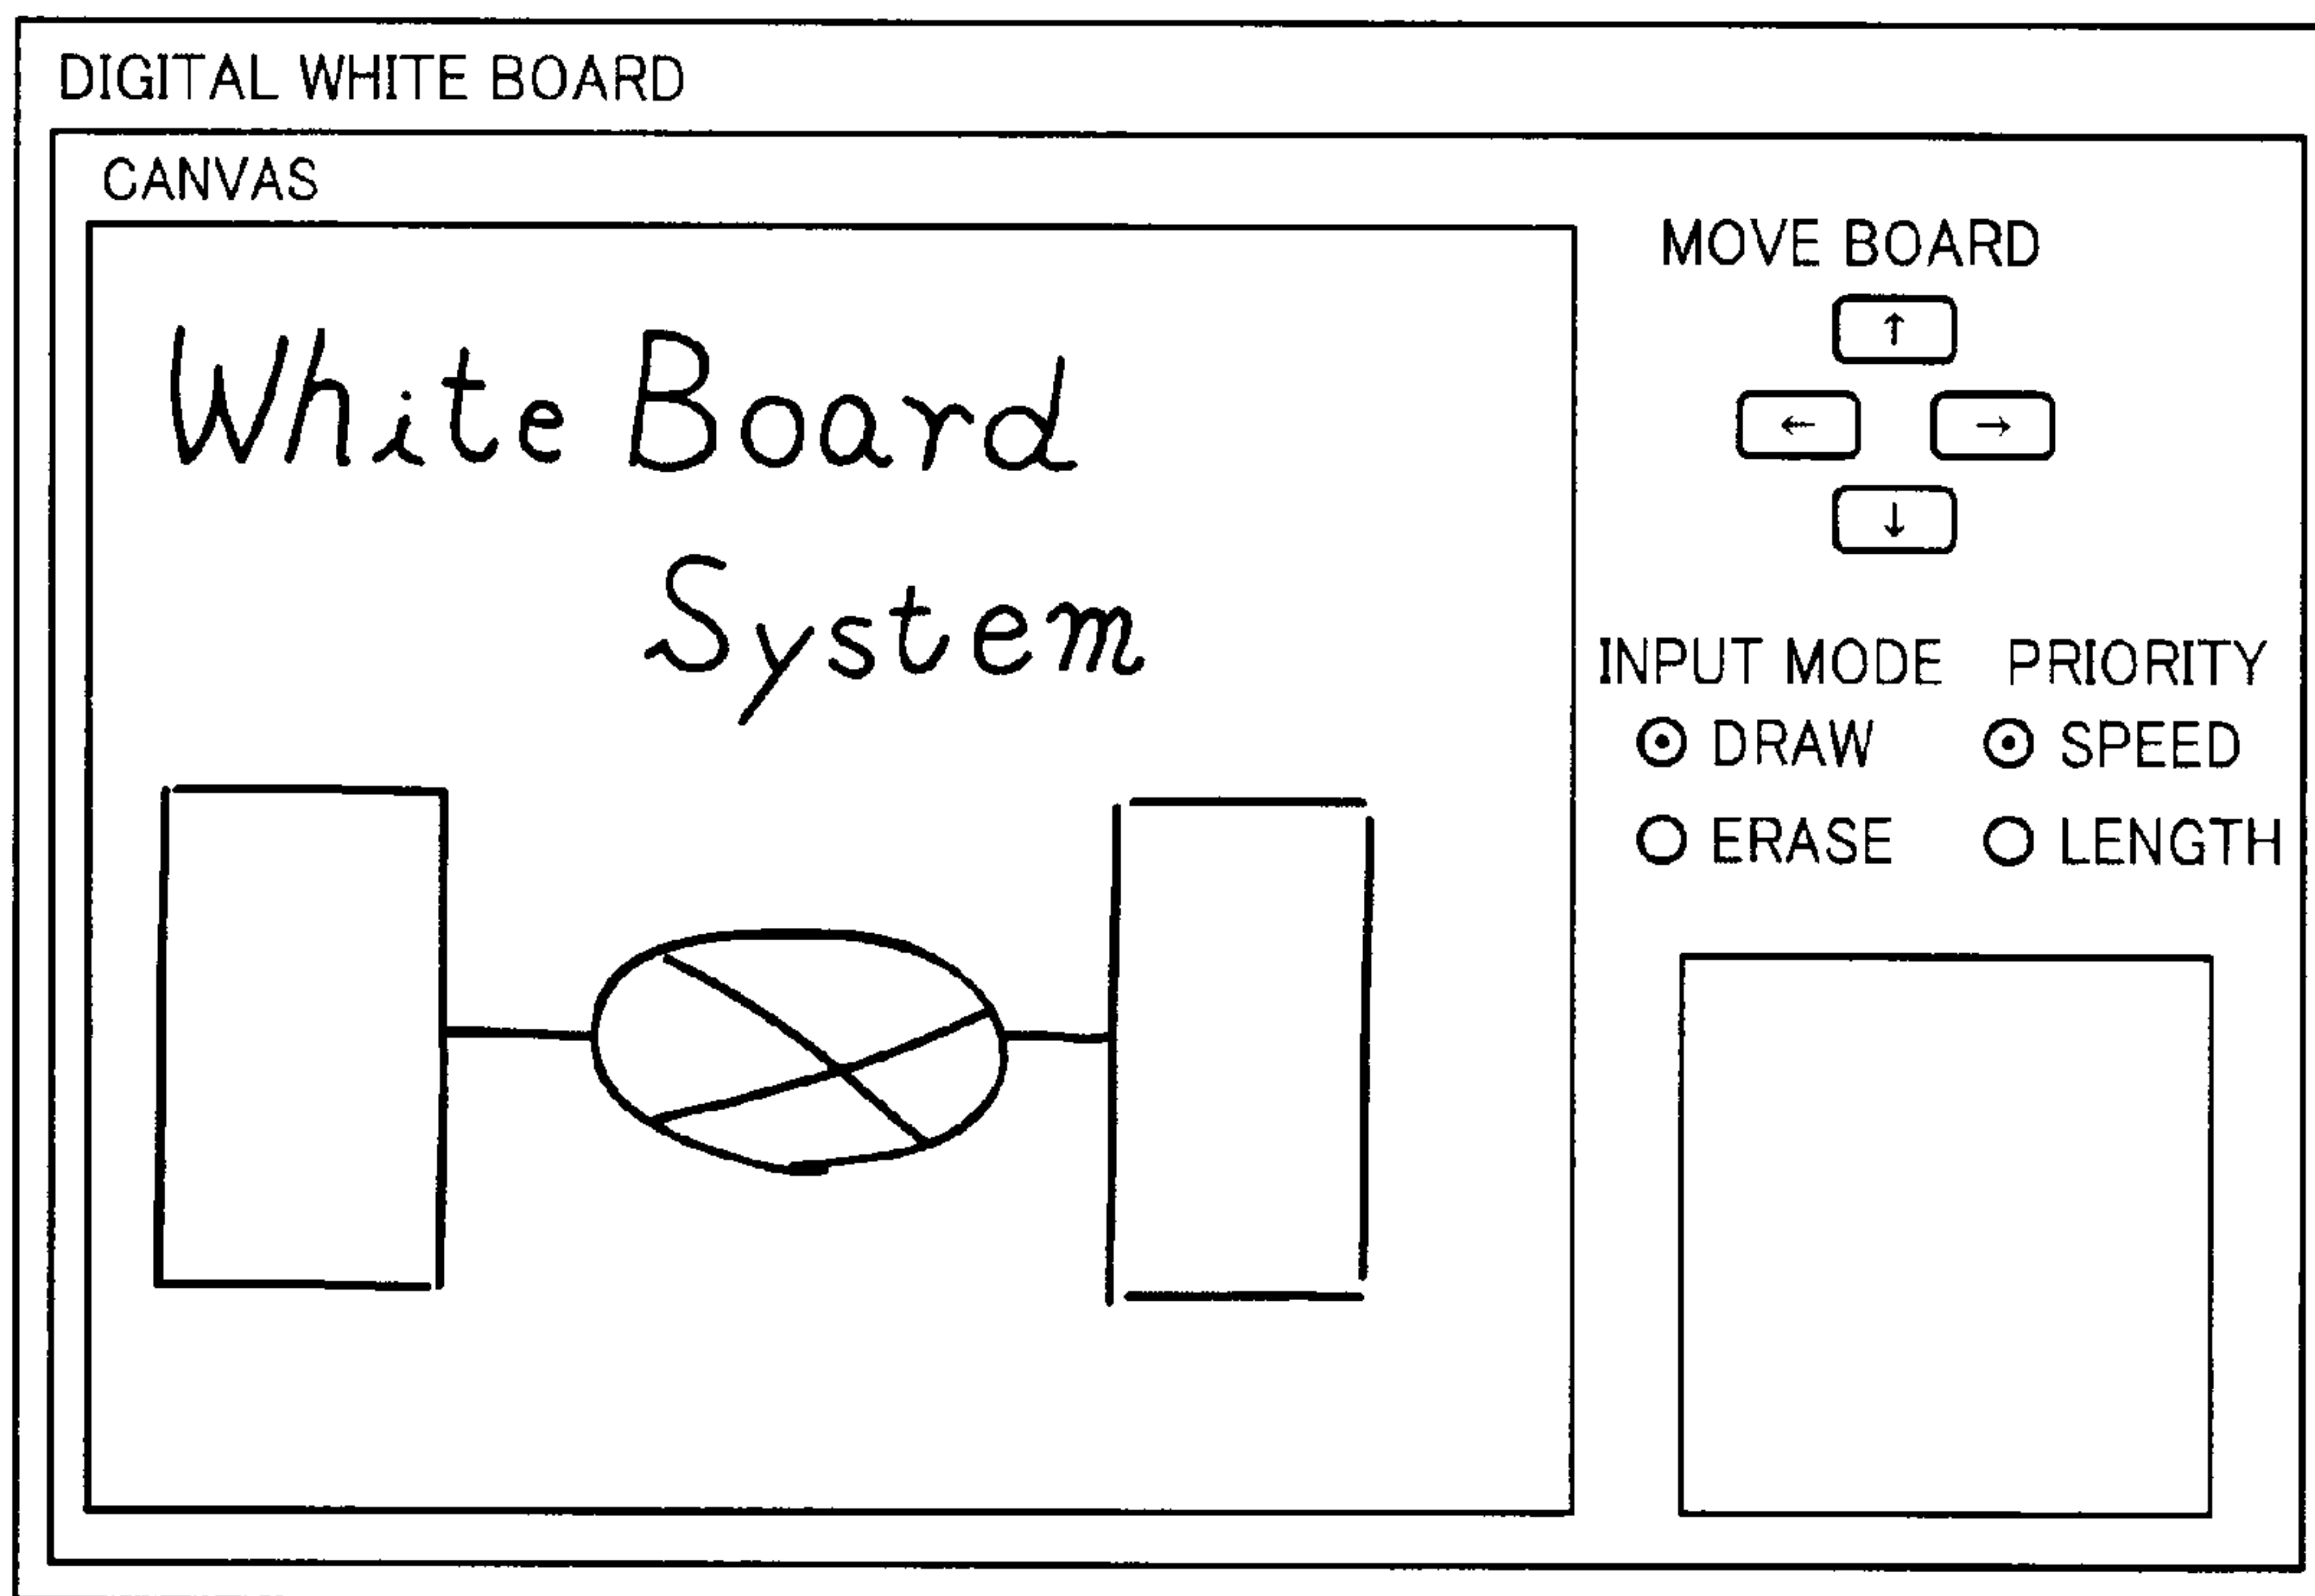 DIGITAL WHITE BOARD
CANVAS
White Board
System
MOVE BOARD
↑
← →
↓
INPUT MODE PRIORITY
DRAW SPEED
ERASE LENGTH